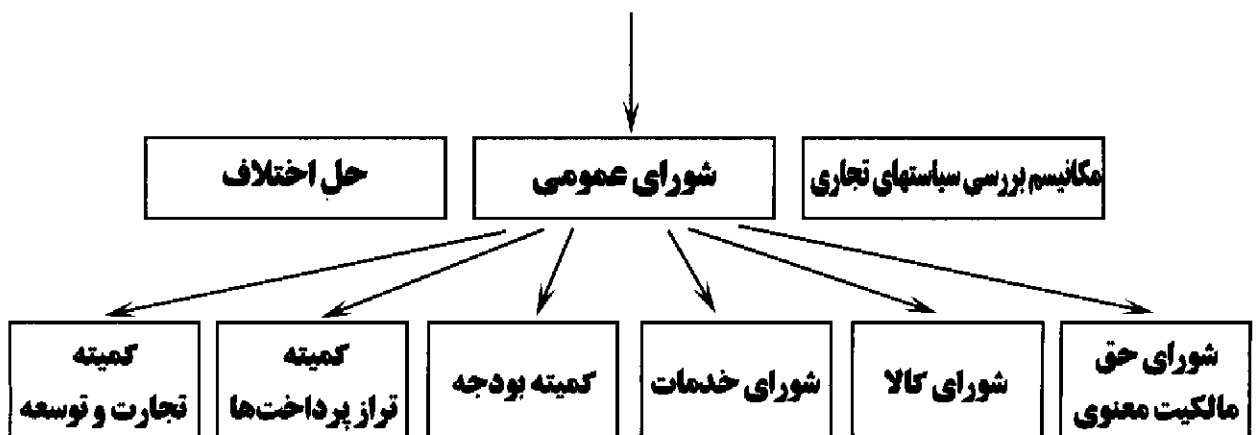 مکانیسم بررسی سیاستهای تجاری
شورای عمومی
حل اختلاف
شورای حق
مالکیت معنوی
شورای کالا
شورای خدمات
کمیته بودجه
کمیته
تراز پرداخت‌ها
کمیته
تجارت و توسعه